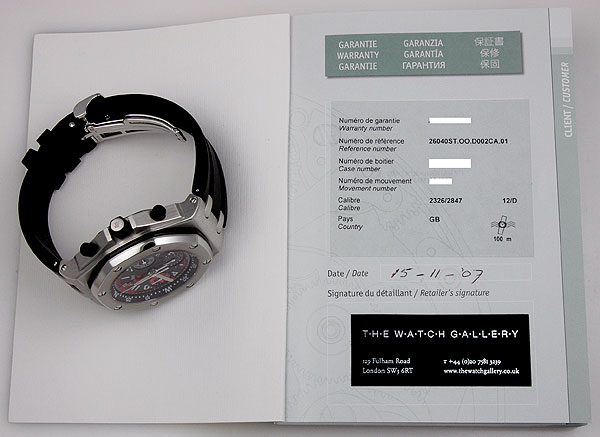 GARANTIE GARANZIA 保証書
WARRANTY GARANTÍA 保修
GARANTIE ГАРАНТИЯ 保固
CLIENT / CUSTOMER
Numéro de garantie
Warranty number
Numéro de référence 26040ST.OO.D002CA.01
Reference number
Numéro de boitier
Case number
Numéro de mouvement
Movement number
Calibre 2326/2847 12/D
Calibre
Pays GB
Country
100 m
Date / Date 15-11-'07
Signature du détaillant / Retailer's signature
THE WATCH GALLERY
129 Fulham Road T +44 (0)20 7581 3239
London SW3 6RT www.thewatchgallery.co.uk